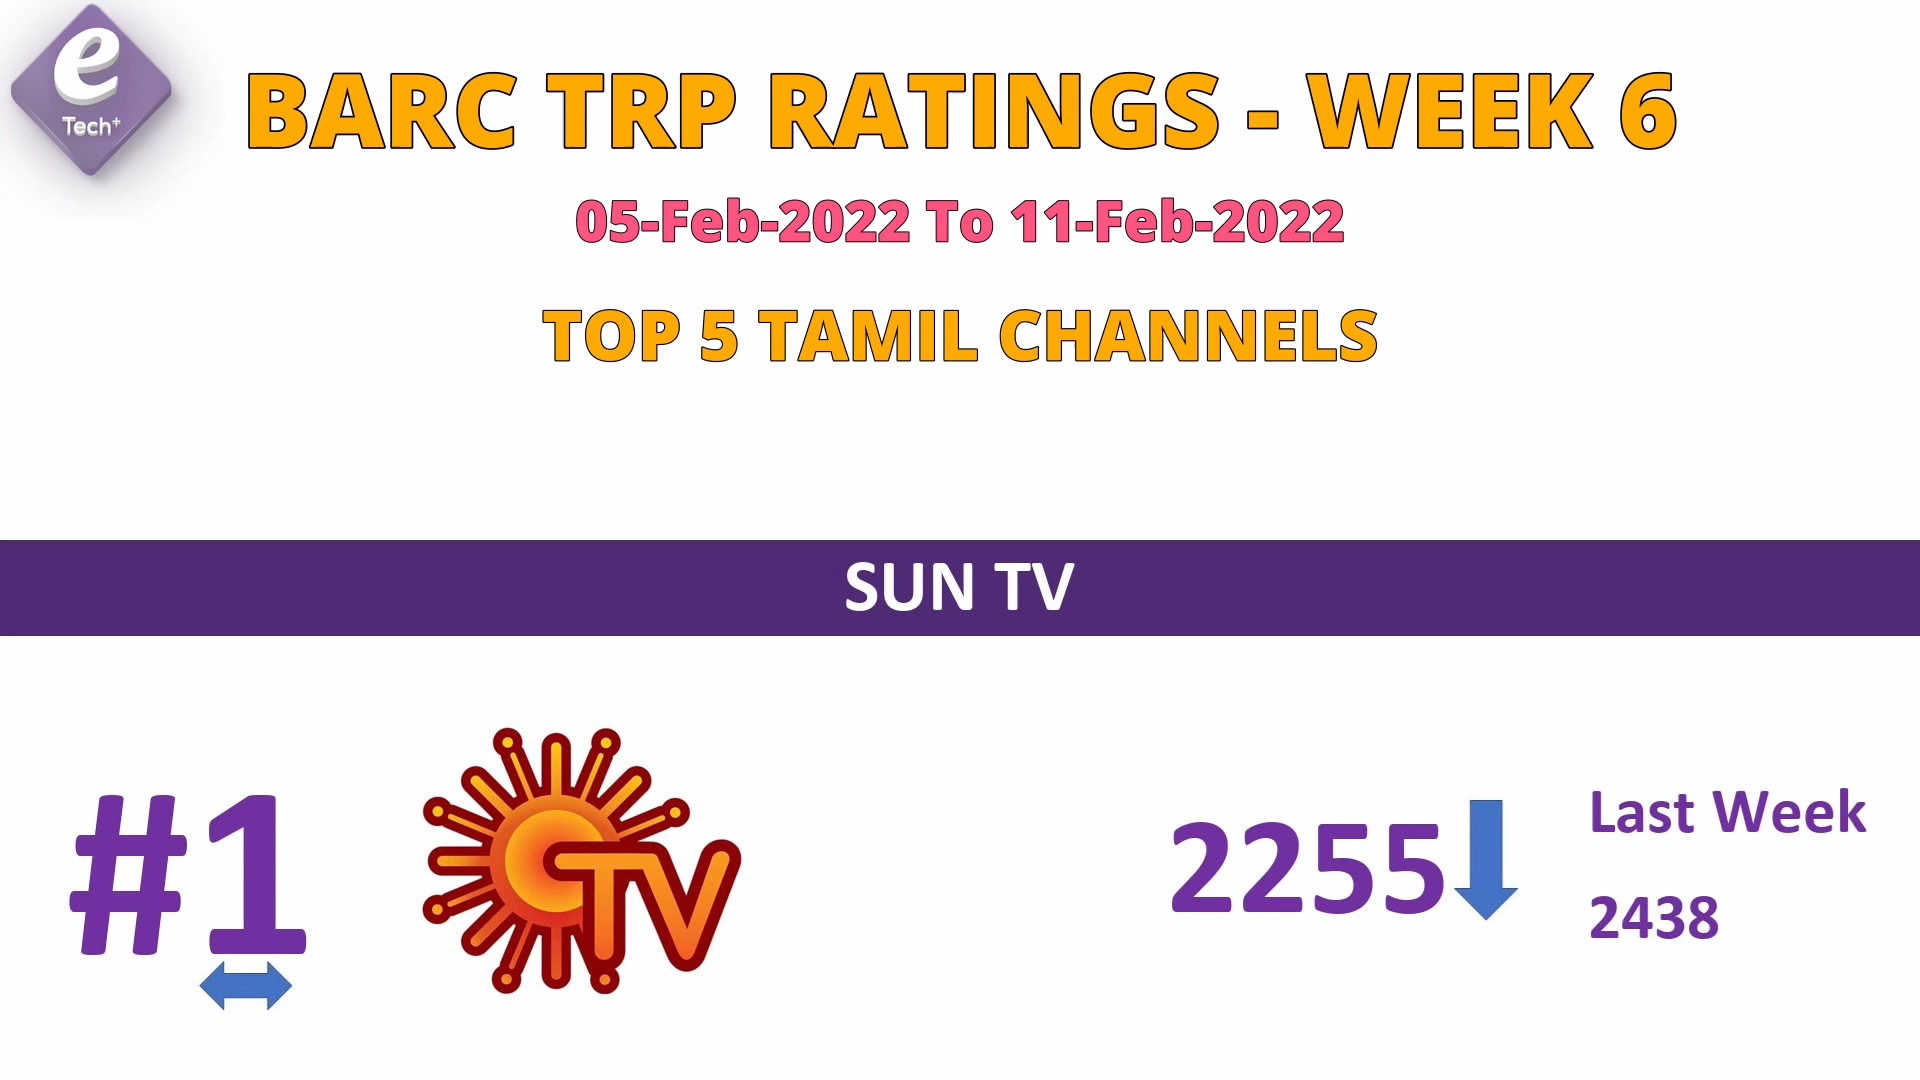 e
Tech+
BARC TRP RATINGS - WEEK 6
05-Feb-2022 To 11-Feb-2022
TOP 5 TAMIL CHANNELS
SUN TV
#1
TV
2255
Last Week
2438